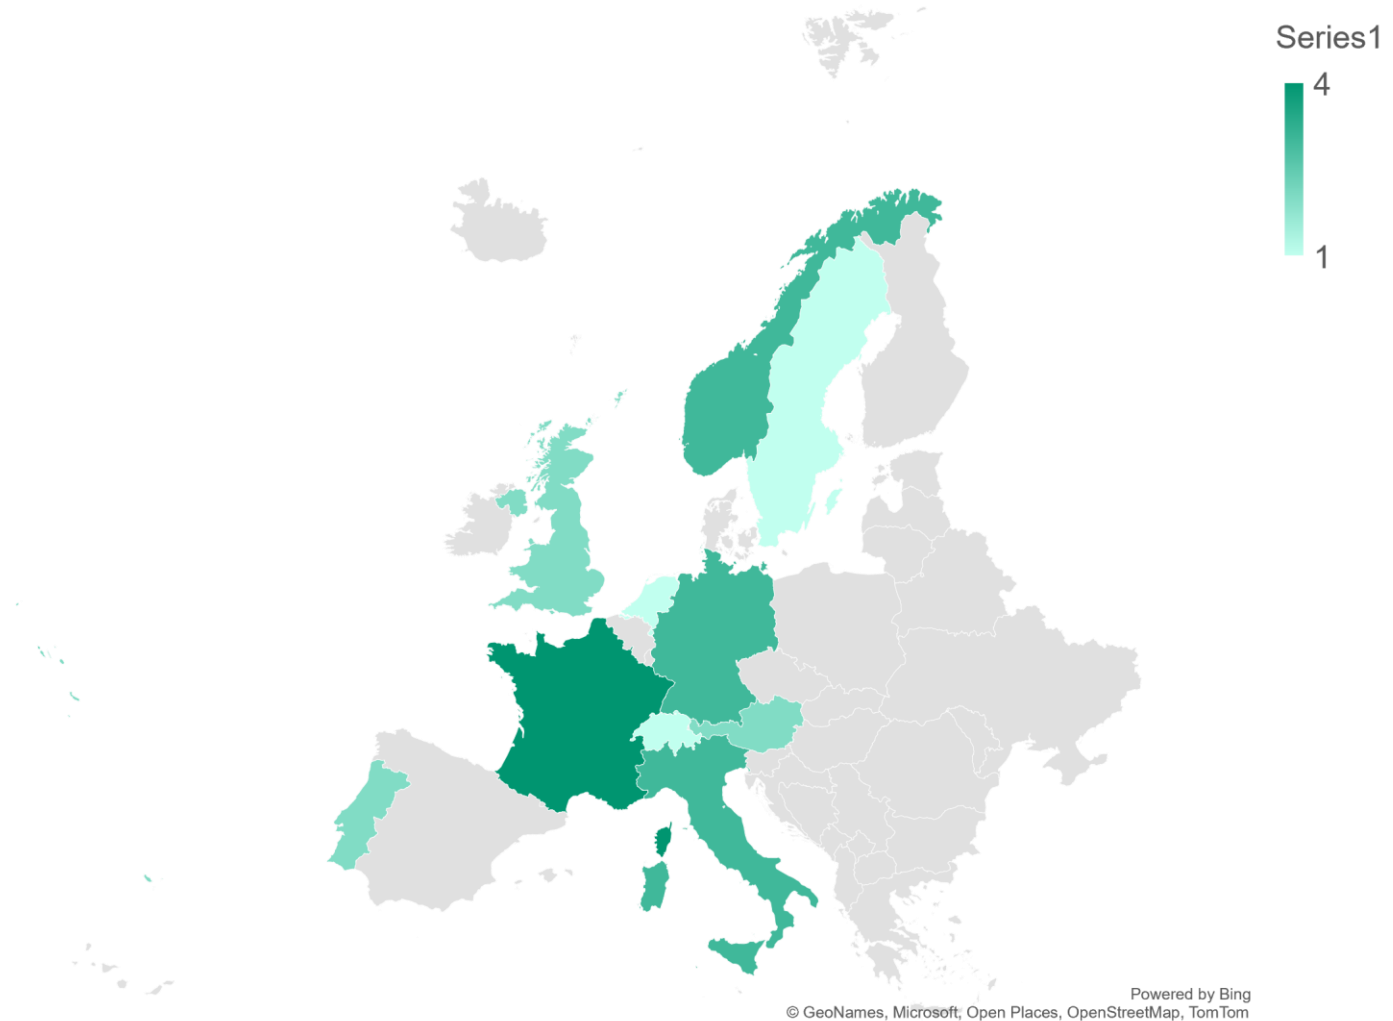 Series1
4
1
Powered by Bing
© GeoNames, Microsoft, Open Places, OpenStreetMap, TomTom